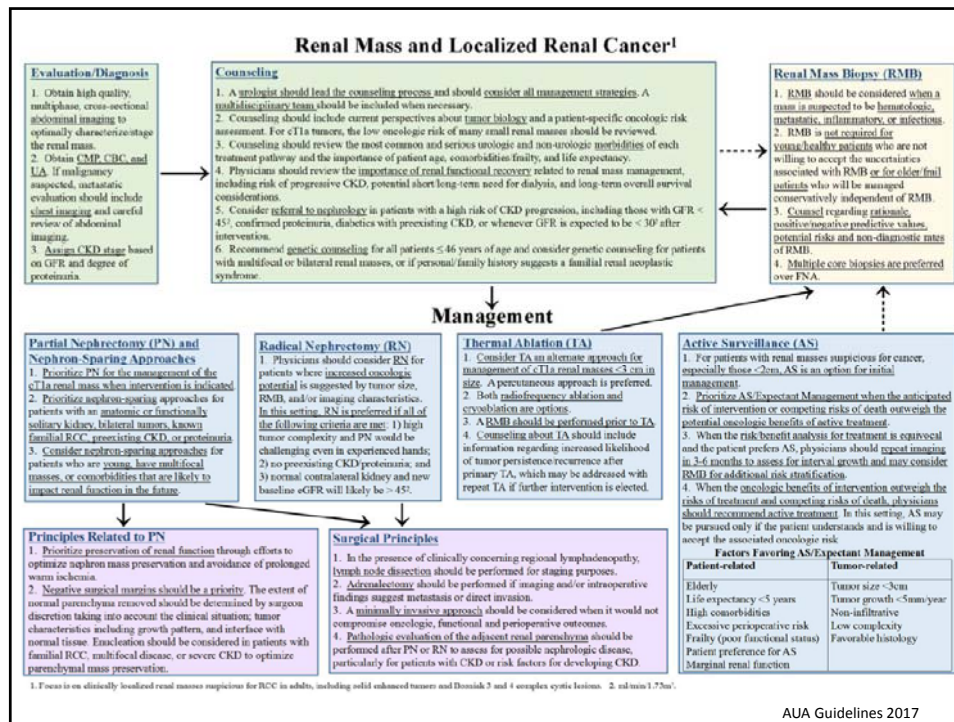 Renal Mass and Localized Renal Cancer¹
Evaluation/Diagnosis
1. Obtain high quality,
multiphase, cross-sectional
abdominal imaging to
optimally characterize/stage
the renal mass.
2. Obtain CMP, CBC, and
UA. If malignancy
suspected, metastatic
evaluation should include
chest imaging and careful
review of abdominal
imaging.
3. Assign CKD stage based
on GFR and degree of
proteinuria.
Counseling
1. A urologist should lead the counseling process and should consider all management strategies. A
multidisciplinary team should be included when necessary.
2. Counseling should include current perspectives about tumor biology and a patient-specific oncologic risk
assessment. For cT1a tumors, the low oncologic risk of many small renal masses should be reviewed.
3. Counseling should review the most common and serious urologic and non-urologic morbidities of each
treatment pathway and the importance of patient age, comorbidities/frailty, and life expectancy.
4. Physicians should review the importance of renal functional recovery related to renal mass management,
including risk of progressive CKD, potential short/long-term need for dialysis, and long-term overall survival
considerations.
5. Consider referral to nephrology in patients with a high risk of CKD progression, including those with GFR <
45², confirmed proteinuria, diabetics with preexisting CKD, or whenever GFR is expected to be < 30² after
intervention.
6. Recommend genetic counseling for all patients ≤ 46 years of age and consider genetic counseling for patients
with multifocal or bilateral renal masses, or if personal/family history suggests a familial renal neoplastic
syndrome.
Renal Mass Biopsy (RMB)
1. RMB should be considered when a
mass is suspected to be hematologic,
metastatic, inflammatory, or infectious.
2. RMB is not required for
young/healthy patients who are not
willing to accept the uncertainties
associated with RMB or for older/frail
patients who will be managed
conservatively independent of RMB.
3. Counsel regarding rationale,
positive/negative predictive values,
potential risks and non-diagnostic rates
of RMB.
4. Multiple core biopsies are preferred
over FNA.
Management
Partial Nephrectomy (PN) and
Nephron-Sparing Approaches
1. Prioritize PN for the management of the
cT1a renal mass when intervention is indicated.
2. Prioritize nephron-sparing approaches for
patients with an anatomic or functionally
solitary kidney, bilateral tumors, known
familial RCC, preexisting CKD, or proteinuria.
3. Consider nephron-sparing approaches for
patients who are young, have multifocal
masses, or comorbidities that are likely to
impact renal function in the future.
Radical Nephrectomy (RN)
1. Physicians should consider RN for
patients where increased oncologic
potential is suggested by tumor size,
RMB, and/or imaging characteristics.
In this setting, RN is preferred if all of
the following criteria are met: 1) high
tumor complexity and PN would be
challenging even in experienced hands;
2) no preexisting CKD/proteinuria; and
3) normal contralateral kidney and new
baseline eGFR will likely be > 45².
Thermal Ablation (TA)
1. Consider TA an alternate approach for
management of cT1a renal masses <3 cm in
size. A percutaneous approach is preferred.
2. Both radiofrequency ablation and
cryoablation are options.
3. A RMB should be performed prior to TA.
4. Counseling about TA should include
information regarding increased likelihood
of tumor persistence/recurrence after
primary TA, which may be addressed with
repeat TA if further intervention is elected.
Active Surveillance (AS)
1. For patients with renal masses suspicious for cancer,
especially those <2cm, AS is an option for initial
management.
2. Prioritize AS/Expectant Management when the anticipated
risk of intervention or competing risks of death outweigh the
potential oncologic benefits of active treatment.
3. When the risk/benefit analysis for treatment is equivocal
and the patient prefers AS, physicians should repeat imaging
in 3-6 months to assess for interval growth and may consider
RMB for additional risk stratification.
4. When the oncologic benefits of intervention outweigh the
risks of treatment and competing risks of death, physicians
should recommend active treatment. In this setting, AS may
be pursued only if the patient understands and is willing to
accept the associated oncologic risk
Factors Favoring AS/Expectant Management
Patient-related Tumor-related
Elderly Tumor size <3cm
Life expectancy <5 years Tumor growth <5mm/year
High comorbidities Non-infiltrative
Excessive perioperative risk Low complexity
Frailty (poor functional status) Favorable histology
Patient preference for AS
Marginal renal function
Principles Related to PN
1. Prioritize preservation of renal function through efforts to
optimize nephron mass preservation and avoidance of prolonged
warm ischemia.
2. Negative surgical margins should be a priority. The extent of
normal parenchyma removed should be determined by surgeon
discretion taking into account the clinical situation; tumor
characteristics including growth pattern, and interface with
normal tissue. Enucleation should be considered in patients with
familial RCC, multifocal disease, or severe CKD to optimize
parenchymal mass preservation.
Surgical Principles
1. In the presence of clinically concerning regional lymphadenopathy,
lymph node dissection should be performed for staging purposes.
2. Adrenalectomy should be performed if imaging and/or intraoperative
findings suggest metastasis or direct invasion.
3. A minimally invasive approach should be considered when it would not
compromise oncologic, functional and perioperative outcomes.
4. Pathologic evaluation of the adjacent renal parenchyma should be
performed after PN or RN to assess for possible nephrologic disease,
particularly for patients with CKD or risk factors for developing CKD.
1. Focus is on clinically localized renal masses suspicious for RCC in adults, including solid enhanced tumors and Bosniak 3 and 4 complex cystic lesions. 2. ml/min/1.73m².
AUA Guidelines 2017